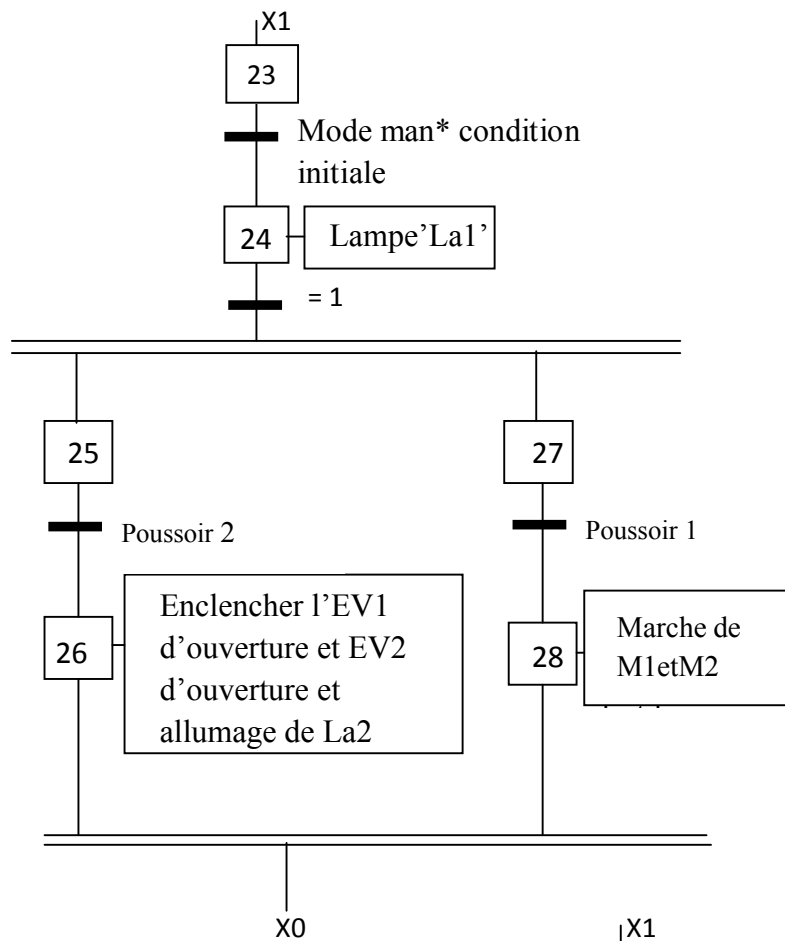 X1
23
Mode man* condition
initiale
24
Lampe’La1’
= 1
25
27
Poussoir 2
Poussoir 1
Enclencher l’EV1
d’ouverture et EV2
d’ouverture et
allumage de La2
26
28
Marche de
M1etM2
X0
X1